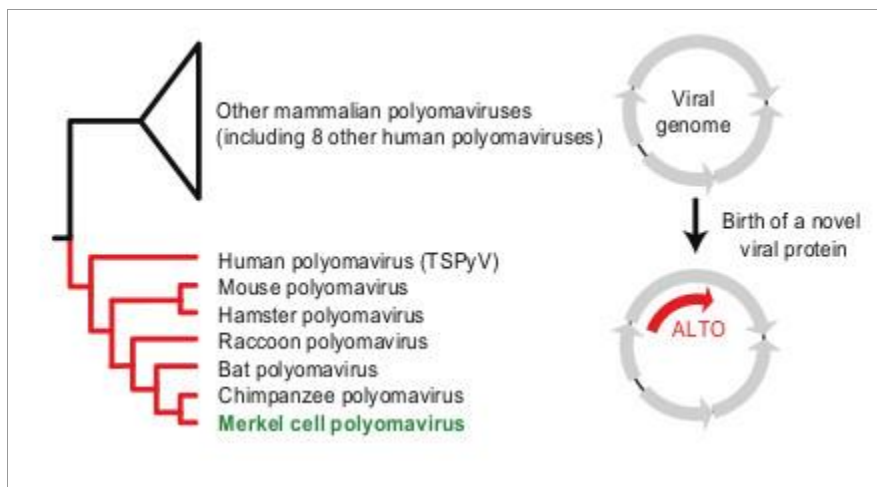 Other mammalian polyomaviruses
(including 8 other human polyomaviruses)
Viral
genome
Birth of a novel
viral protein
Human polyomavirus (TSPyV)
Mouse polyomavirus
Hamster polyomavirus
Raccoon polyomavirus
Bat polyomavirus
Chimpanzee polyomavirus
Merkel cell polyomavirus
ALTO